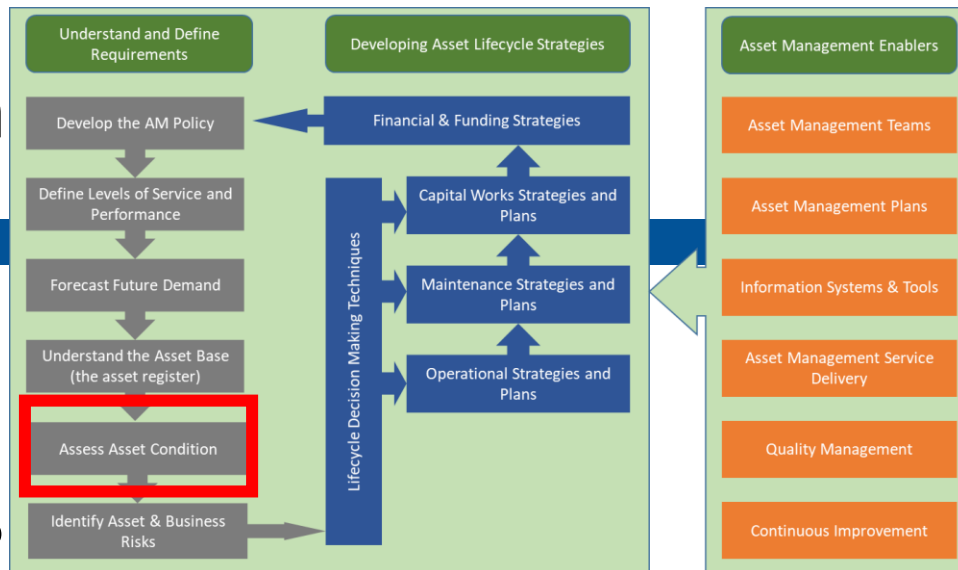 Understand and Define
Requirements
Develop the AM Policy
Define Levels of Service and
Performance
Forecast Future Demand
Understand the Asset Base
(the asset register)
Assess Asset Condition
Identify Asset & Business
Risks
Developing Asset Lifecycle Strategies
Financial & Funding Strategies
Capital Works Strategies and
Plans
Maintenance Strategies and
Plans
Operational Strategies and
Plans
Lifecycle Decision Making Techniques
Asset Management Enablers
Asset Management Teams
Asset Management Plans
Information Systems & Tools
Asset Management Service
Delivery
Quality Management
Continuous Improvement